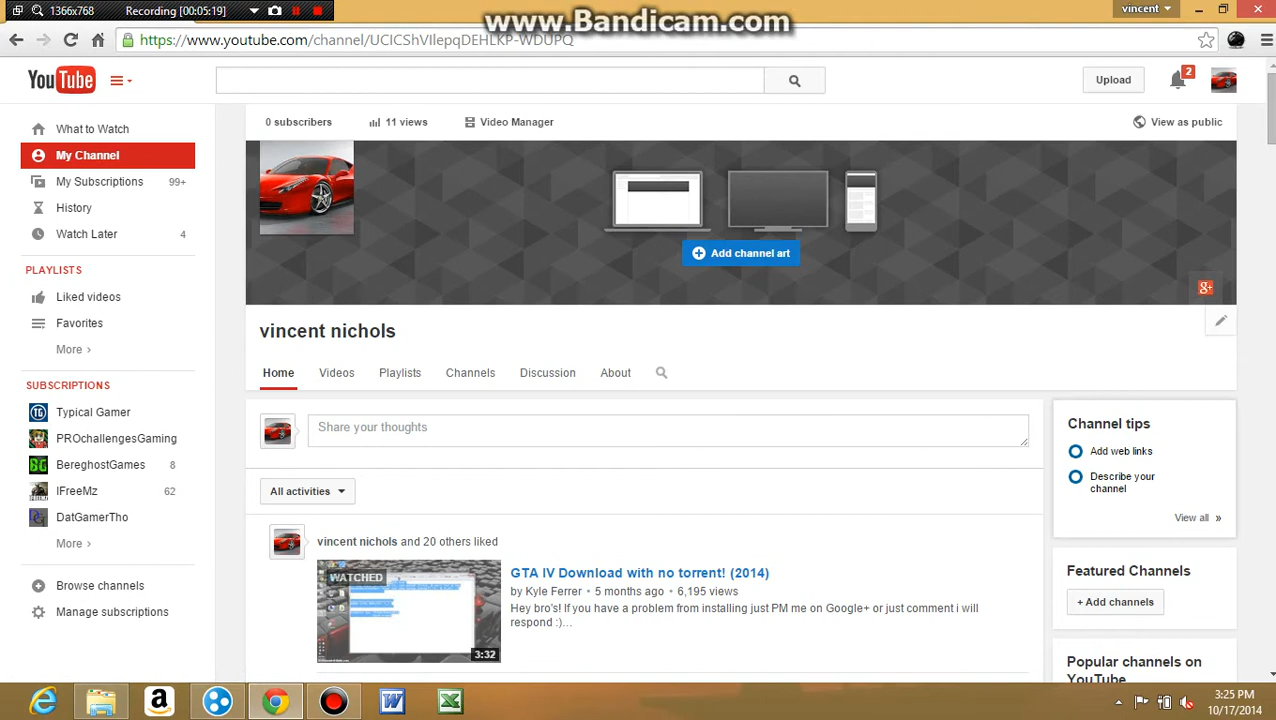 1366x768 Recording [00:05:19]
www.Bandicam.com
vincent
https://www.youtube.com/channel/UCICShVIlepqDEHLKP-WDUPQ
YouTube
Upload
2
What to Watch
My Channel
My Subscriptions 99+
History
Watch Later 4
PLAYLISTS
Liked videos
Favorites
More ›
SUBSCRIPTIONS
TG Typical Gamer
PROchallengesGaming
BG BereghostGames 8
IFreeMz 62
DatGamerTho
More ›
Browse channels
Manage subscriptions
0 subscribers 11 views Video Manager View as public
Add channel art
g+
vincent nichols
Home Videos Playlists Channels Discussion About
Share your thoughts
All activities
vincent nichols and 20 others liked
WATCHED
3:32
GTA IV Download with no torrent! (2014)
by Kyle Ferrer • 5 months ago • 6,195 views
Hey bro's! If you have a problem from installing just PM me on Google+ or just comment i will
respond :)...
Channel tips
Add web links
Describe your
channel
View all »
Featured Channels
+ Add channels
Popular channels on
YouTube
3:25 PM
10/17/2014